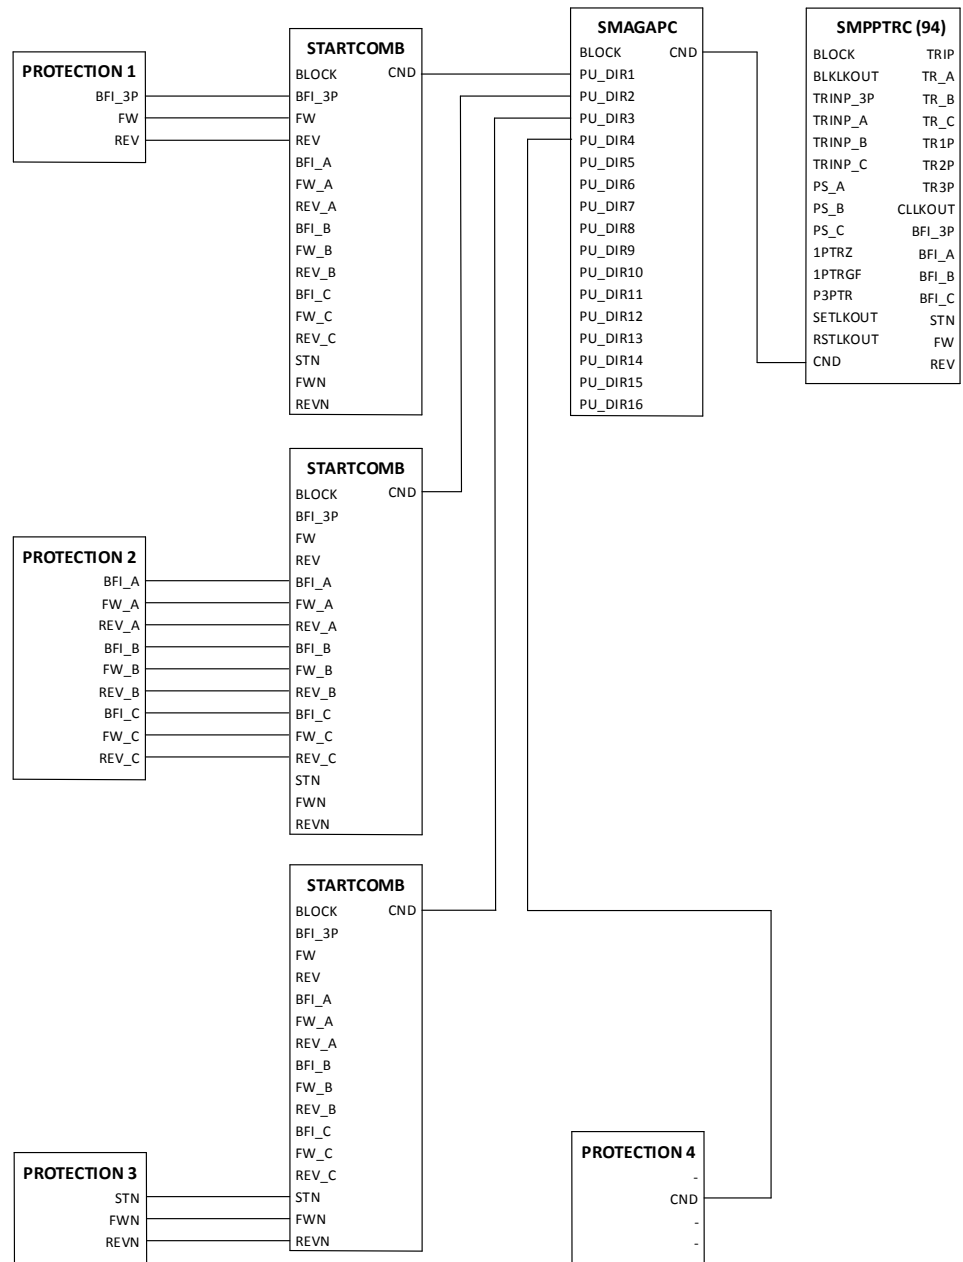 PROTECTION 1
BFI_3P
FW
REV
STARTCOMB
BLOCK CND
BFI_3P
FW
REV
BFI_A
FW_A
REV_A
BFI_B
FW_B
REV_B
BFI_C
FW_C
REV_C
STN
FWN
REVN
SMAGAPC
BLOCK CND
PU_DIR1
PU_DIR2
PU_DIR3
PU_DIR4
PU_DIR5
PU_DIR6
PU_DIR7
PU_DIR8
PU_DIR9
PU_DIR10
PU_DIR11
PU_DIR12
PU_DIR13
PU_DIR14
PU_DIR15
PU_DIR16
SMPPTRC (94)
BLOCK TRIP
BLKLKOUT TR_A
TRINP_3P TR_B
TRINP_A TR_C
TRINP_B TR1P
TRINP_C TR2P
PS_A TR3P
PS_B CLLKOUT
PS_C BFI_3P
1PTRZ BFI_A
1PTRGF BFI_B
P3PTR BFI_C
SETLKOUT STN
RSTLKOUT FW
CND REV
PROTECTION 2
BFI_A
FW_A
REV_A
BFI_B
FW_B
REV_B
BFI_C
FW_C
REV_C
STARTCOMB
BLOCK CND
BFI_3P
FW
REV
BFI_A
FW_A
REV_A
BFI_B
FW_B
REV_B
BFI_C
FW_C
REV_C
STN
FWN
REVN
PROTECTION 3
STN
FWN
REVN
STARTCOMB
BLOCK CND
BFI_3P
FW
REV
BFI_A
FW_A
REV_A
BFI_B
FW_B
REV_B
BFI_C
FW_C
REV_C
STN
FWN
REVN
PROTECTION 4
-
CND
-
-